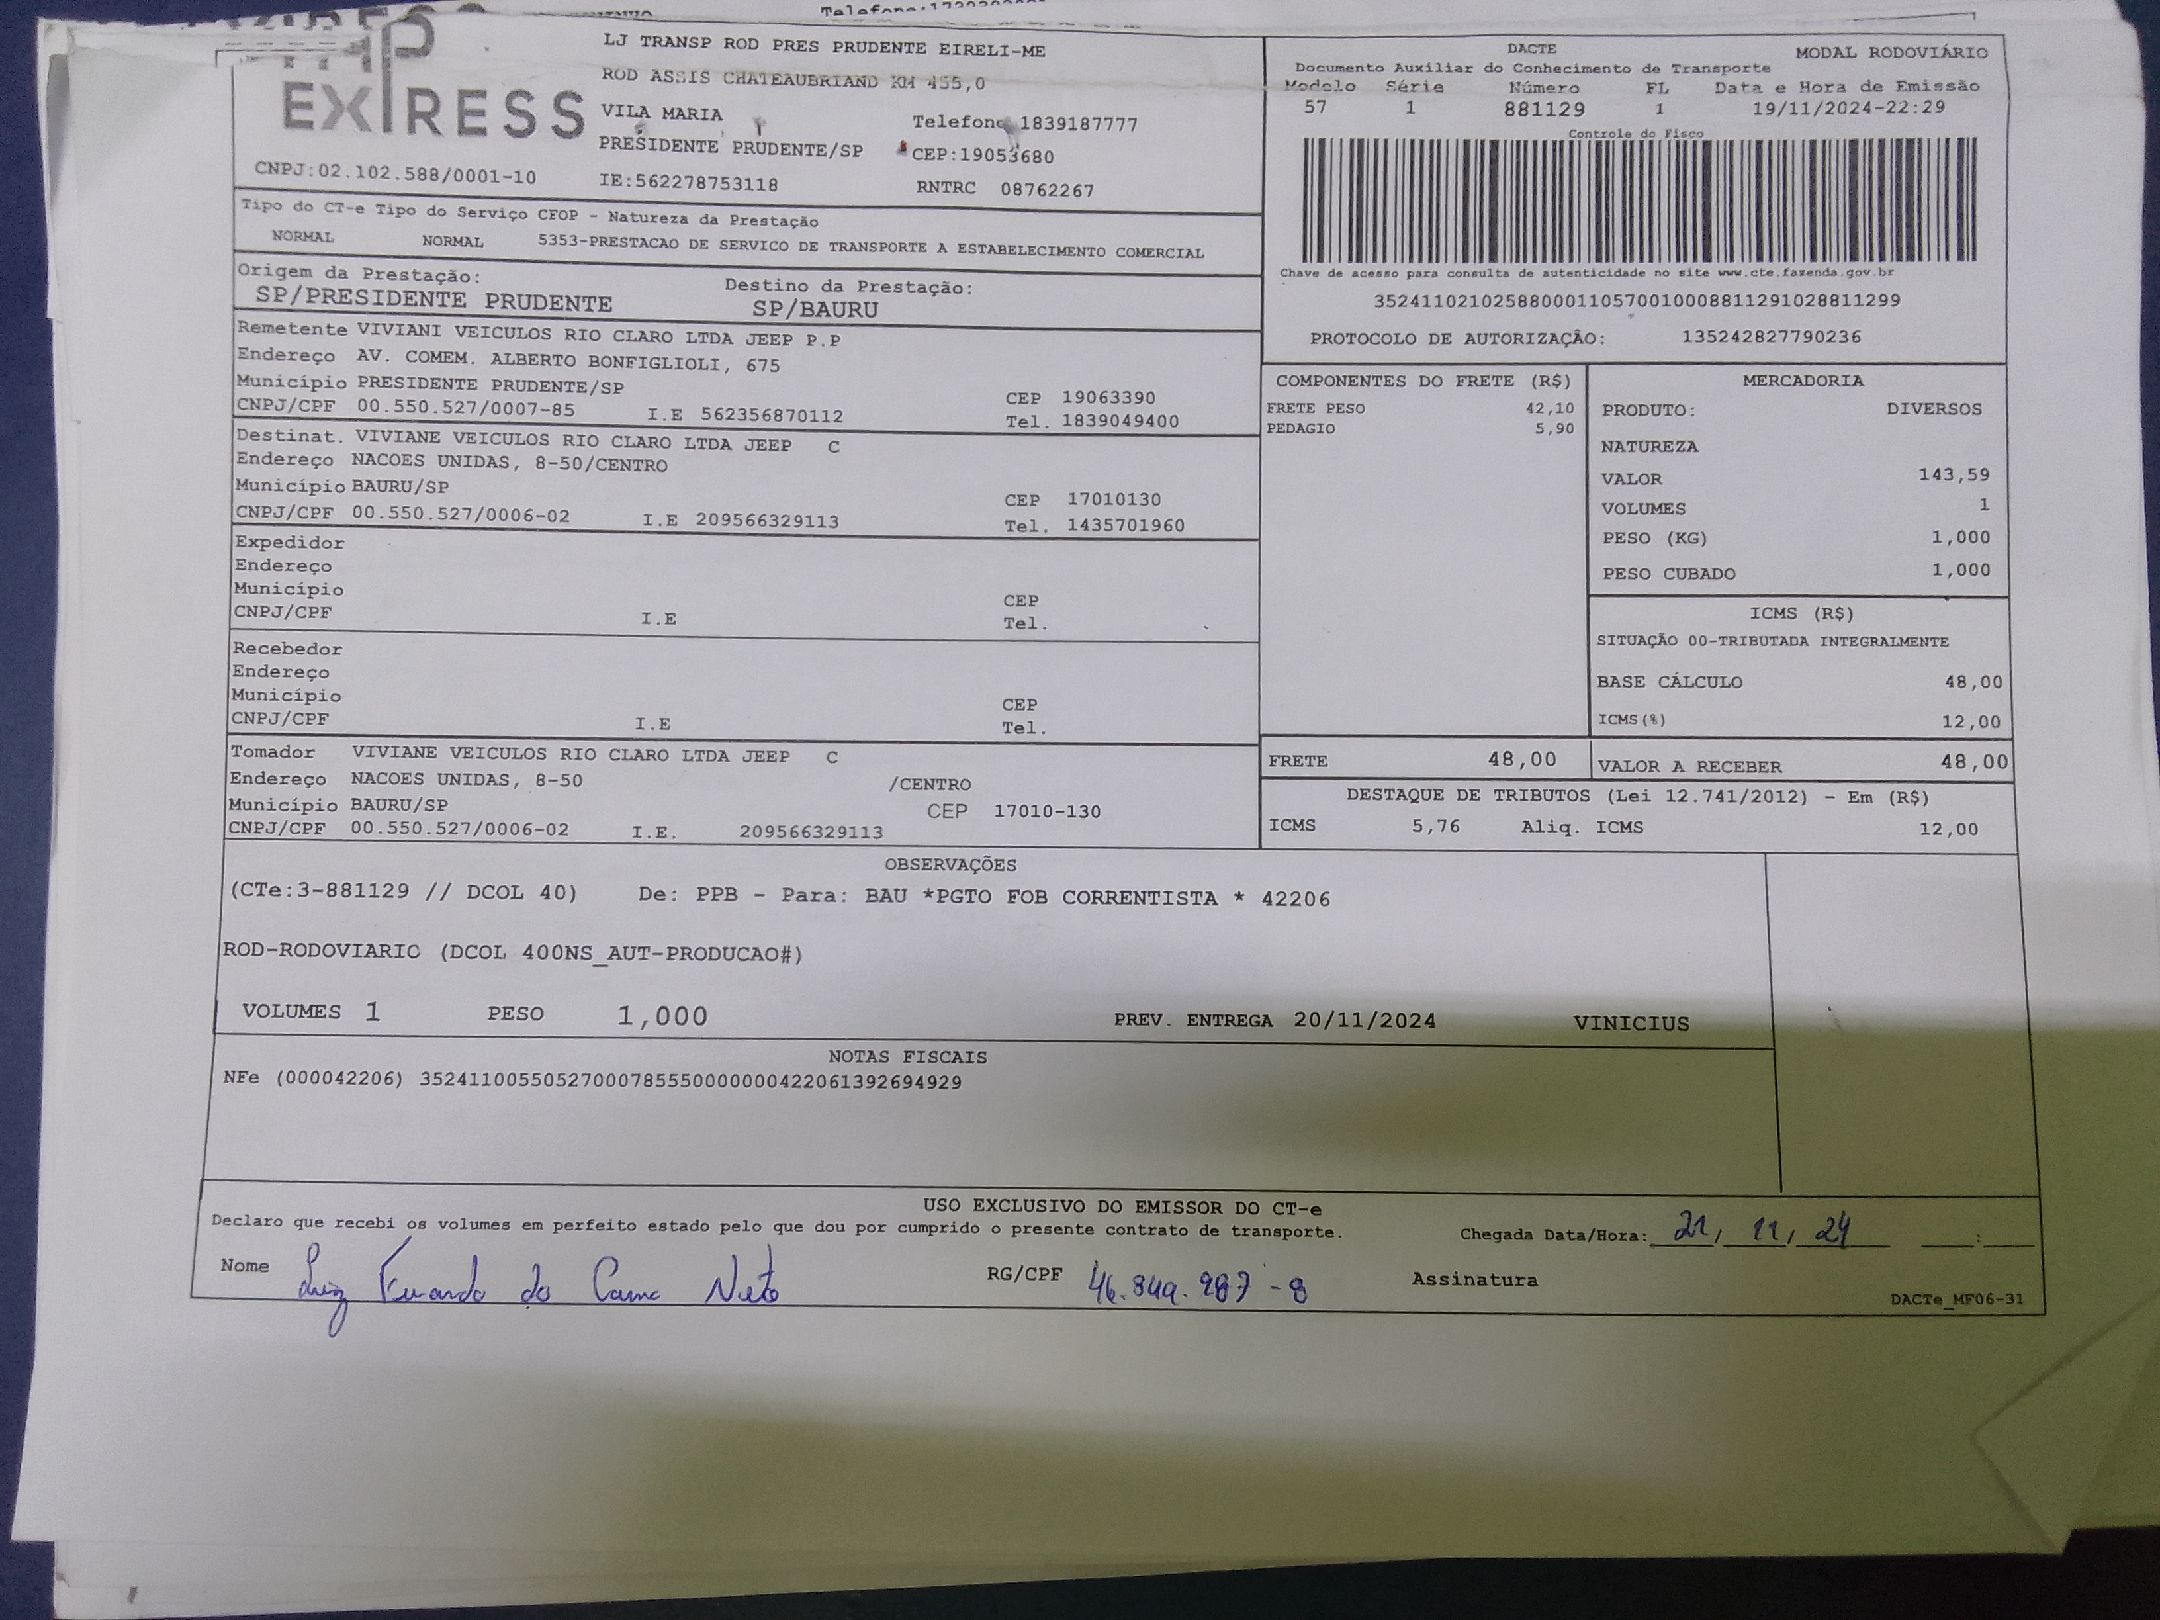 EXPRESS
CNPJ:02.102.588/0001-10
LJ TRANSP ROD PRES PRUDENTE EIRELI-ME
ROD ASSIS CHATEAUBRIAND KM 455,0
VILA MARIA
Telefone 1839187777
PRESIDENTE PRUDENTE/SP CEP:19053680
IE:562278753118 RNTRC 08762267
DACTE MODAL RODOVIÁRIO
Documento Auxiliar do Conhecimento de Transporte
Modelo Série Número FL Data e Hora de Emissão
57 1 881129 1 19/11/2024-22:29
Controle do Fisco
Chave de acesso para consulta de autenticidade no site www.cte.fazenda.gov.br
35241102102588000110570010008811291028811299
PROTOCOLO DE AUTORIZAÇÂO: 135242827790236
Tipo do CT-e Tipo do Serviço CFOP - Natureza da Prestação
NORMAL NORMAL 5353-PRESTACAO DE SERVICO DE TRANSPORTE A ESTABELECIMENTO COMERCIAL
Origem da Prestação: Destino da Prestação:
SP/PRESIDENTE PRUDENTE SP/BAURU
Remetente VIVIANI VEICULOS RIO CLARO LTDA JEEP P.P
Endereço AV. COMEM. ALBERTO BONFIGLIOLI, 675
Município PRESIDENTE PRUDENTE/SP CEP 19063390
CNPJ/CPF 00.550.527/0007-85 I.E 562356870112 Tel. 1839049400
Destinat. VIVIANE VEICULOS RIO CLARO LTDA JEEP C
Endereço NACOES UNIDAS, 8-50/CENTRO
Município BAURU/SP CEP 17010130
CNPJ/CPF 00.550.527/0006-02 I.E 209566329113 Tel. 1435701960
Expedidor
Endereço
Município CEP
CNPJ/CPF I.E Tel.
Recebedor
Endereço
Município CEP
CNPJ/CPF I.E Tel.
Tomador VIVIANE VEICULOS RIO CLARO LTDA JEEP C
Endereço NACOES UNIDAS, 8-50 /CENTRO
Município BAURU/SP CEP 17010-130
CNPJ/CPF 00.550.527/0006-02 I.E. 209566329113
COMPONENTES DO FRETE (R$)
FRETE PESO 42,10
PEDAGIO 5,90
MERCADORIA
PRODUTO: DIVERSOS
NATUREZA
VALOR 143,59
VOLUMES 1
PESO (KG) 1,000
PESO CUBADO 1,000
ICMS (R$)
SITUAÇÃO 00-TRIBUTADA INTEGRALMENTE
BASE CÁLCULO 48,00
ICMS(%) 12,00
FRETE 48,00 VALOR A RECEBER 48,00
DESTAQUE DE TRIBUTOS (Lei 12.741/2012) - Em (R$)
ICMS 5,76 Aliq. ICMS 12,00
OBSERVAÇÕES
(CTe:3-881129 // DCOL 40) De: PPB - Para: BAU *PGTO FOB CORRENTISTA * 42206
ROD-RODOVIARIO (DCOL 400NS_AUT-PRODUCAO#)
VOLUMES 1 PESO 1,000 PREV. ENTREGA 20/11/2024 VINICIUS
NOTAS FISCAIS
NFe (000042206) 35241100550527000785550000000422061392694929
USO EXCLUSIVO DO EMISSOR DO CT-e
Declaro que recebi os volumes em perfeito estado pelo que dou por cumprido o presente contrato de transporte. Chegada Data/Hora: 21/ 11/ 24 :
Nome Luiz Neto RG/CPF 46.849.987-8 Assinatura
DACTe_MF06-31